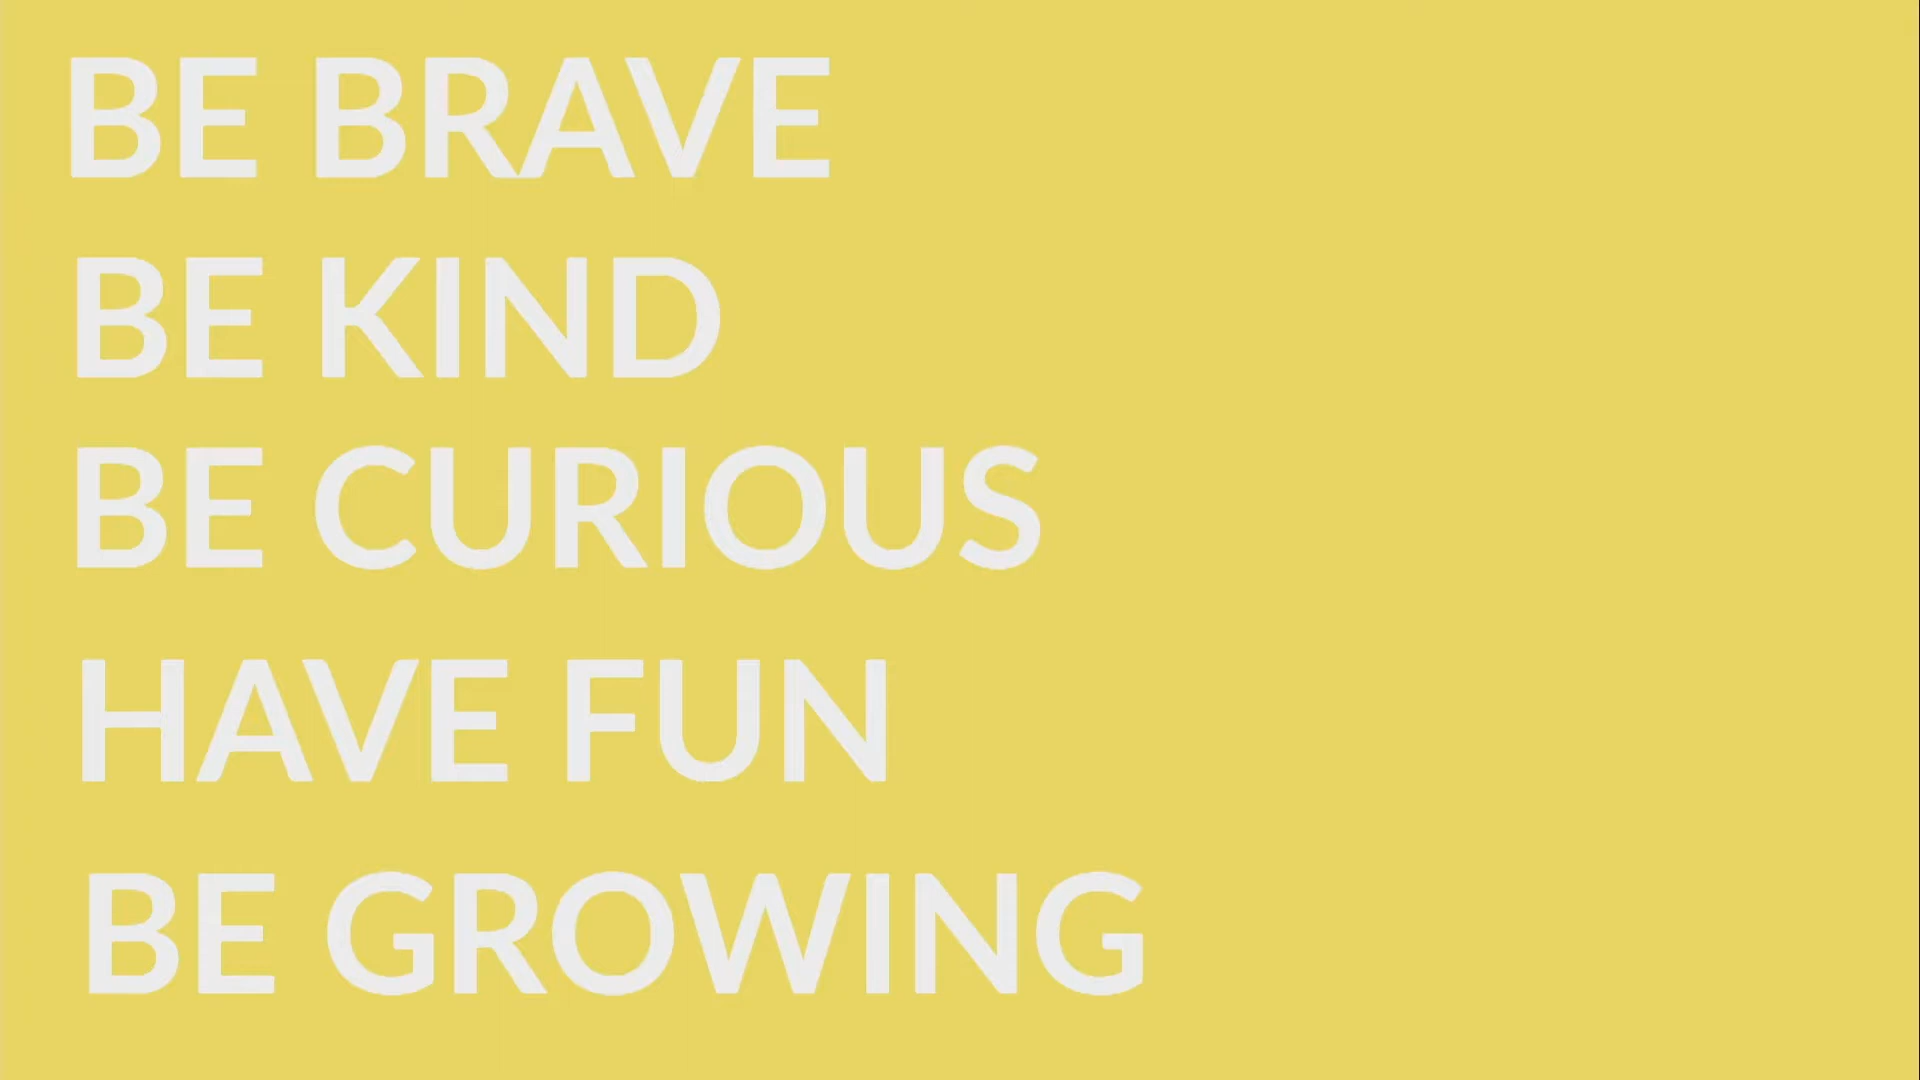 BE BRAVE
BE KIND
BE CURIOUS
HAVE FUN
BE GROWING